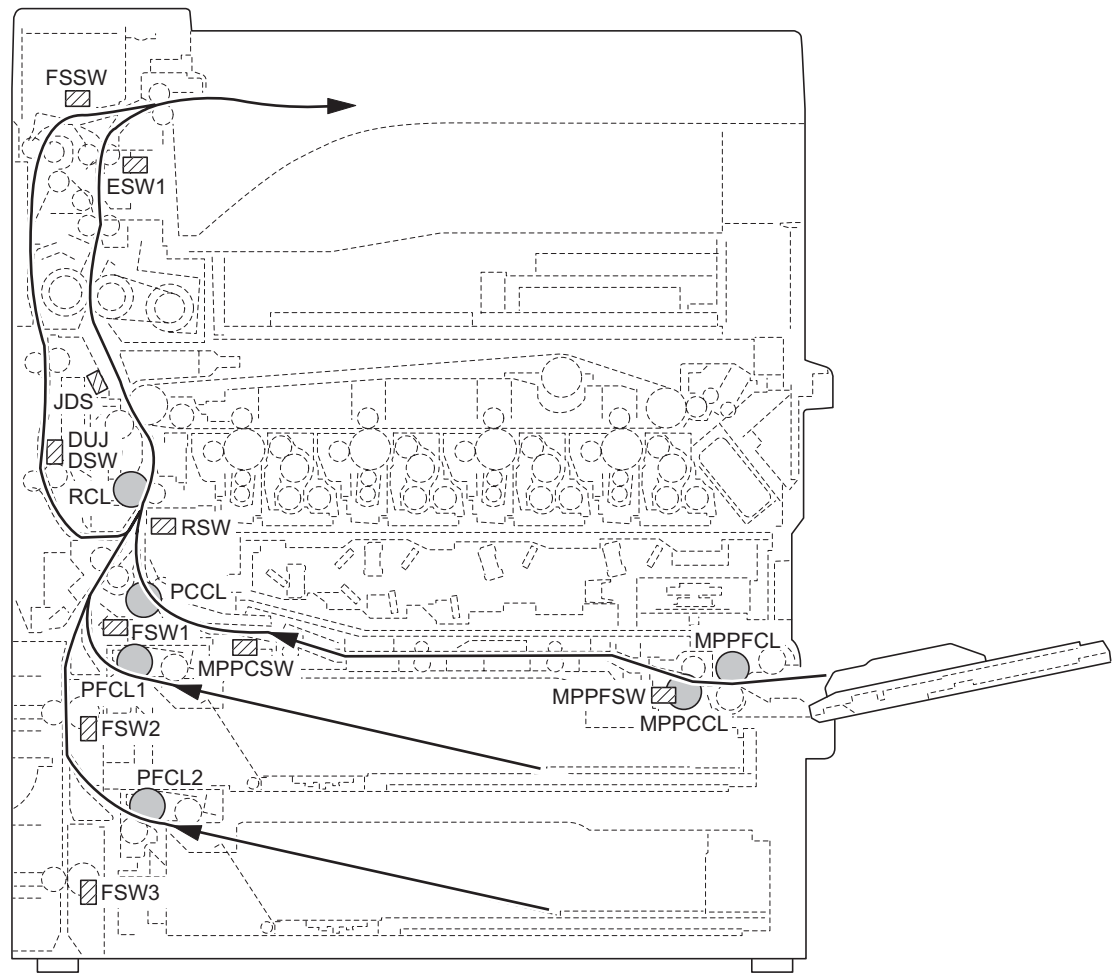 FSSW
ESW1
JDS
DUJ
DSW
RCL
RSW
PCCL
FSW1
MPPCSW
MPPFCL
PFCL1
MPPFSW
MPPCCL
FSW2
PFCL2
FSW3